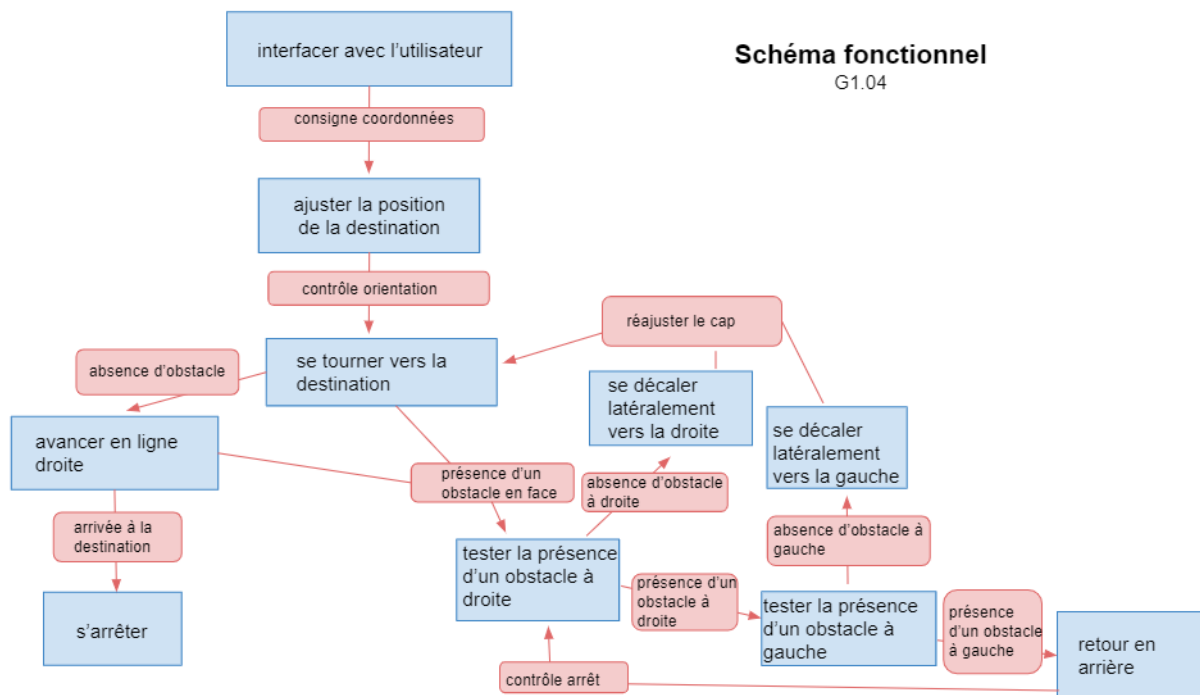 interfacer avec l'utilisateur
Schéma fonctionnel
G1.04
consigne coordonnées
ajuster la position
de la destination
contrôle orientation
réajuster le cap
absence d'obstacle
se tourner vers la
destination
se décaler
latéralement
vers la droite
avancer en ligne
droite
se décaler
latéralement
vers la gauche
présence d'un
obstacle en face
absence d'obstacle
à droite
arrivée à la
destination
absence d'obstacle à
gauche
tester la présence
d'un obstacle à
droite
présence d'un
obstacle à
droite
tester la présence
d'un obstacle à
gauche
présence
d'un obstacle
à gauche
s'arrêter
retour en
arrière
contrôle arrêt